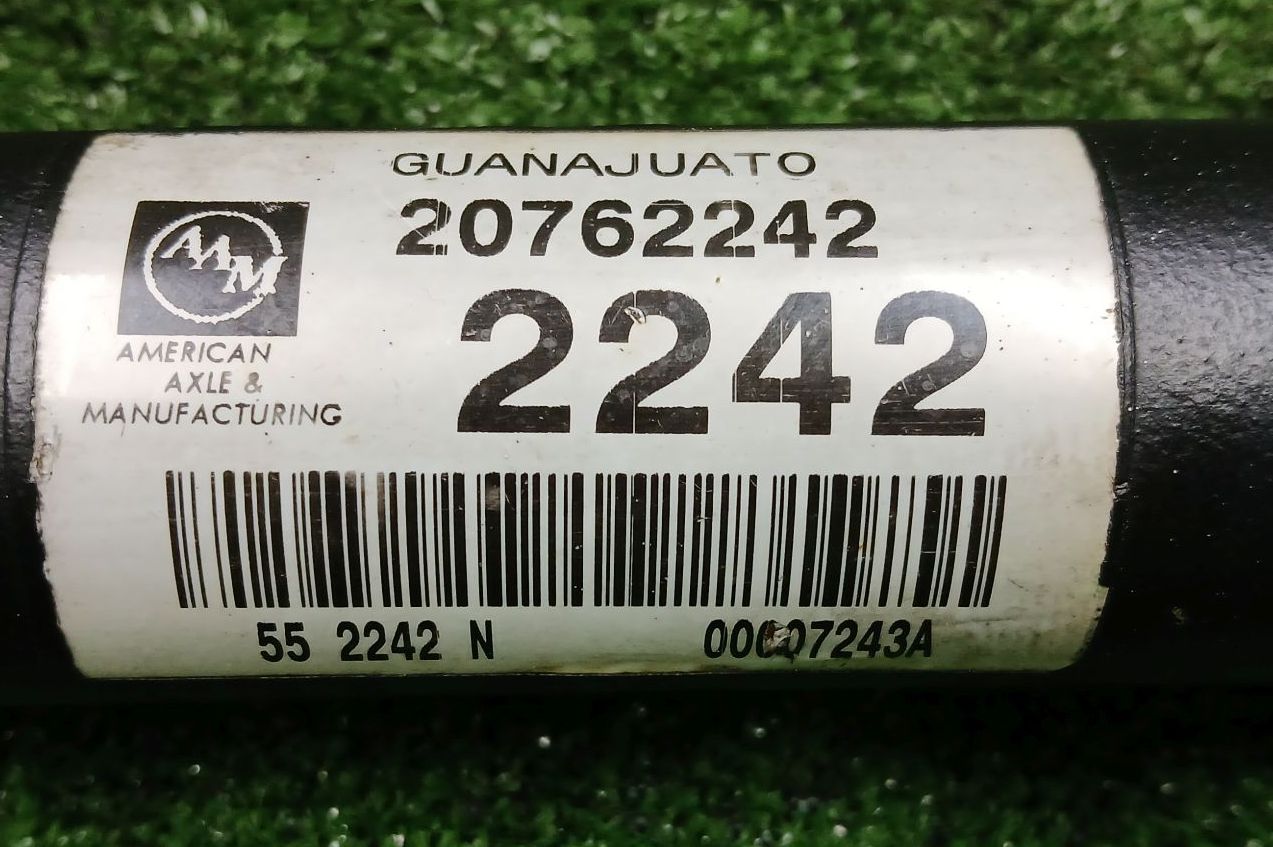 GUANAJUATO
20762242
AAM
AMERICAN
AXLE &
MANUFACTURING
2242
55 2242 N
00007243A